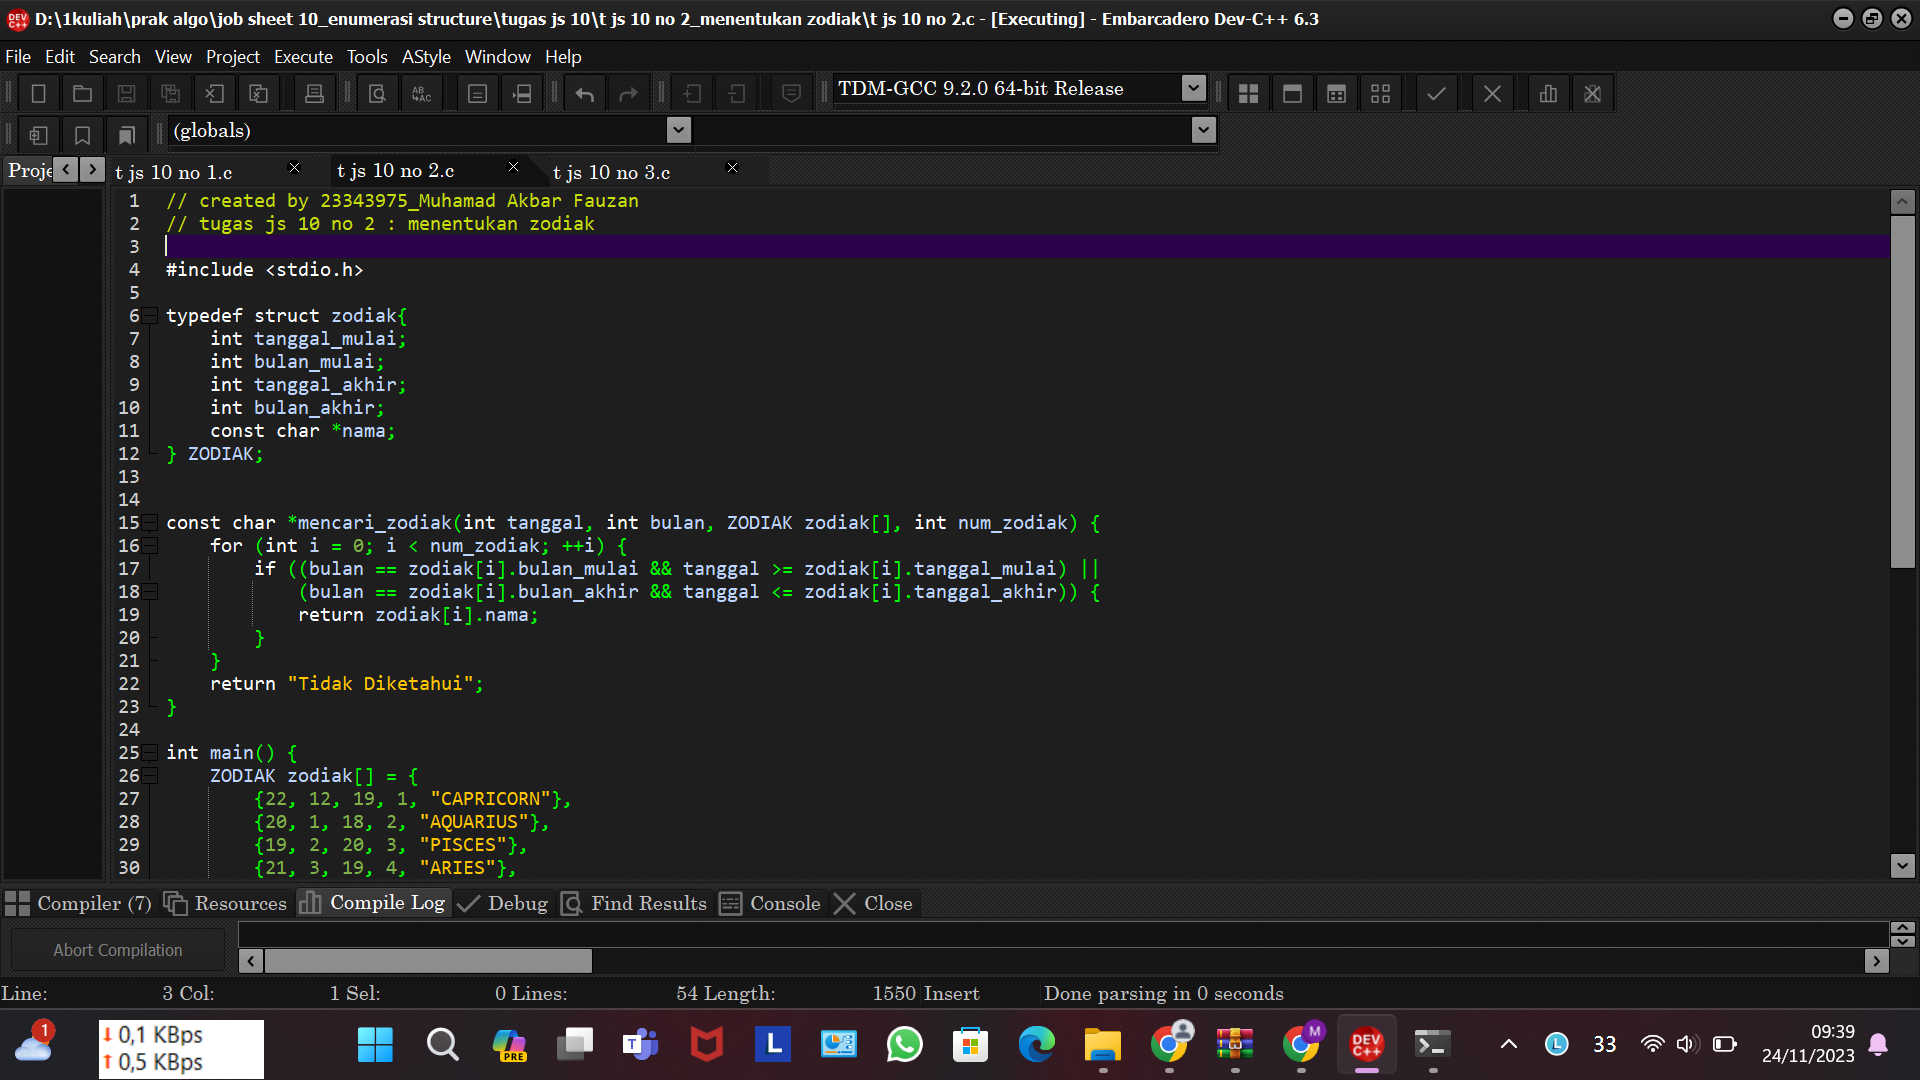 D:\1kuliah\prak algo\job sheet 10_enumerasi structure\tugas js 10\t js 10 no 2_menentukan zodiak\t js 10 no 2.c - [Executing] - Embarcadero Dev-C++ 6.3
File Edit Search View Project Execute Tools AStyle Window Help
TDM-GCC 9.2.0 64-bit Release
(globals)
Proje t js 10 no 1.c t js 10 no 2.c t js 10 no 3.c
1 // created by 23343975_Muhamad Akbar Fauzan
2 // tugas js 10 no 2 : menentukan zodiak
3
4 #include <stdio.h>
5
6 typedef struct zodiak{
7 int tanggal_mulai;
8 int bulan_mulai;
9 int tanggal_akhir;
10 int bulan_akhir;
11 const char *nama;
12 } ZODIAK;
13
14
15 const char *mencari_zodiak(int tanggal, int bulan, ZODIAK zodiak[], int num_zodiak) {
16 for (int i = 0; i < num_zodiak; ++i) {
17 if ((bulan == zodiak[i].bulan_mulai && tanggal >= zodiak[i].tanggal_mulai) ||
18 (bulan == zodiak[i].bulan_akhir && tanggal <= zodiak[i].tanggal_akhir)) {
19 return zodiak[i].nama;
20 }
21 }
22 return "Tidak Diketahui";
23 }
24
25 int main() {
26 ZODIAK zodiak[] = {
27 {22, 12, 19, 1, "CAPRICORN"},
28 {20, 1, 18, 2, "AQUARIUS"},
29 {19, 2, 20, 3, "PISCES"},
30 {21, 3, 19, 4, "ARIES"},
Compiler (7) Resources Compile Log Debug Find Results Console Close
Abort Compilation
Line: 3 Col: 1 Sel: 0 Lines: 54 Length: 1550 Insert Done parsing in 0 seconds
1
0,1 KBps
0,5 KBps
PRE
T
L
M
DEV C++
L
33
09:39
24/11/2023